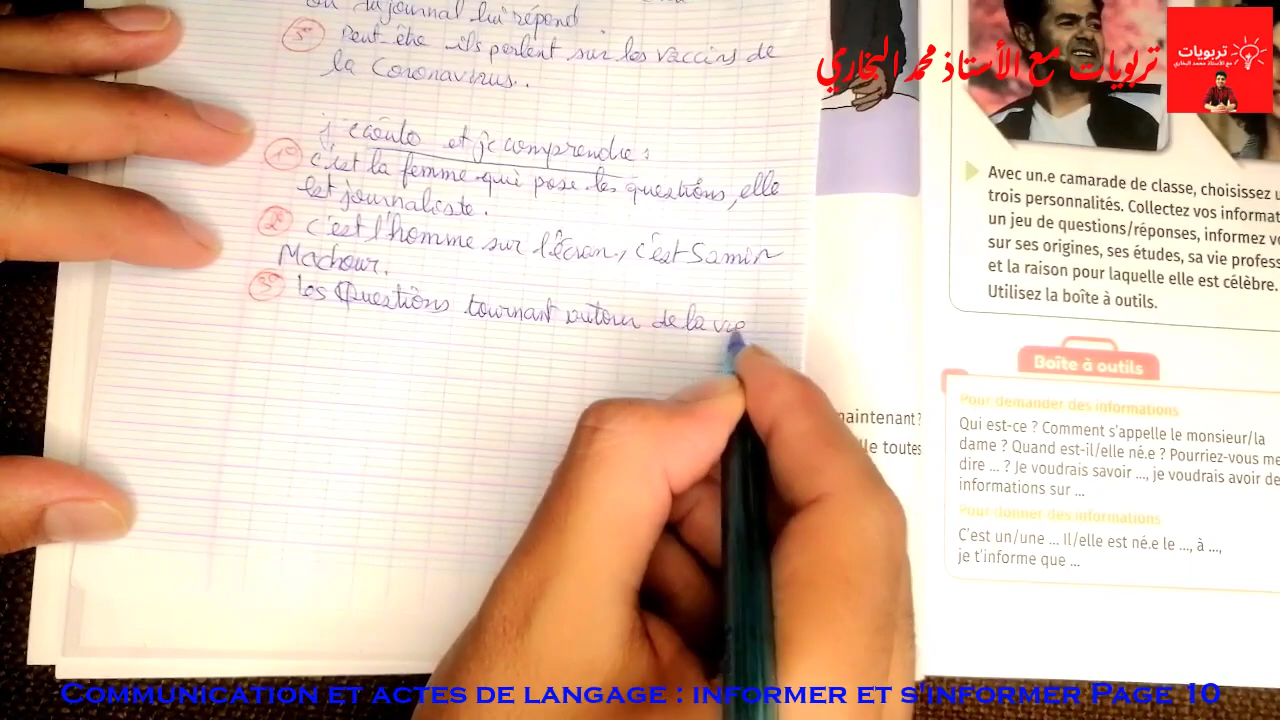 journal lui répond
3° Peut-être ils parlent sur les vaccins de
la Coronavirus.
j'écoute et je comprends:
1° c'est la femme qui pose les questions, elle
est journaliste.
2° c'est l'homme sur l'écran, c'est Samir
Machour.
3° les Questions tournant autour de la vie
تربويات مع الأستاذ محمد البخاري
تربويات
مع الأستاذ محمد البخاري
Avec un.e camarade de classe, choisissez u
trois personnalités. Collectez vos informat
un jeu de questions/réponses, informez vo
sur ses origines, ses études, sa vie profess
et la raison pour laquelle elle est célèbre.
Utilisez la boîte à outils.
maintenant?
lle toutes
Boîte à outils
Pour demander des informations
Qui est-ce ? Comment s'appelle le monsieur/la
dame ? Quand est-il/elle né.e ? Pourriez-vous me
dire ... ? Je voudrais savoir ..., je voudrais avoir de
informations sur ...
Pour donner des informations
C'est un/une ... Il/elle est né.e le ..., à ...,
je t'informe que ...
Communication et actes de langage : informer et s'informer Page 10